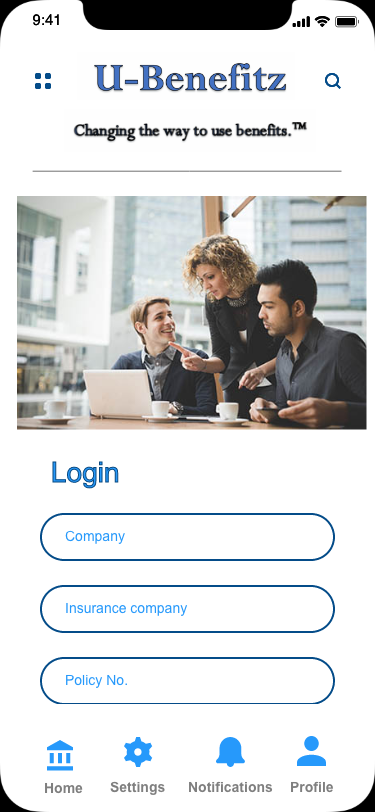 9:41
U-Benefitz
Changing the way to use benefits.™
Login
Company
Insurance company
Policy No.
Home Settings Notifications Profile